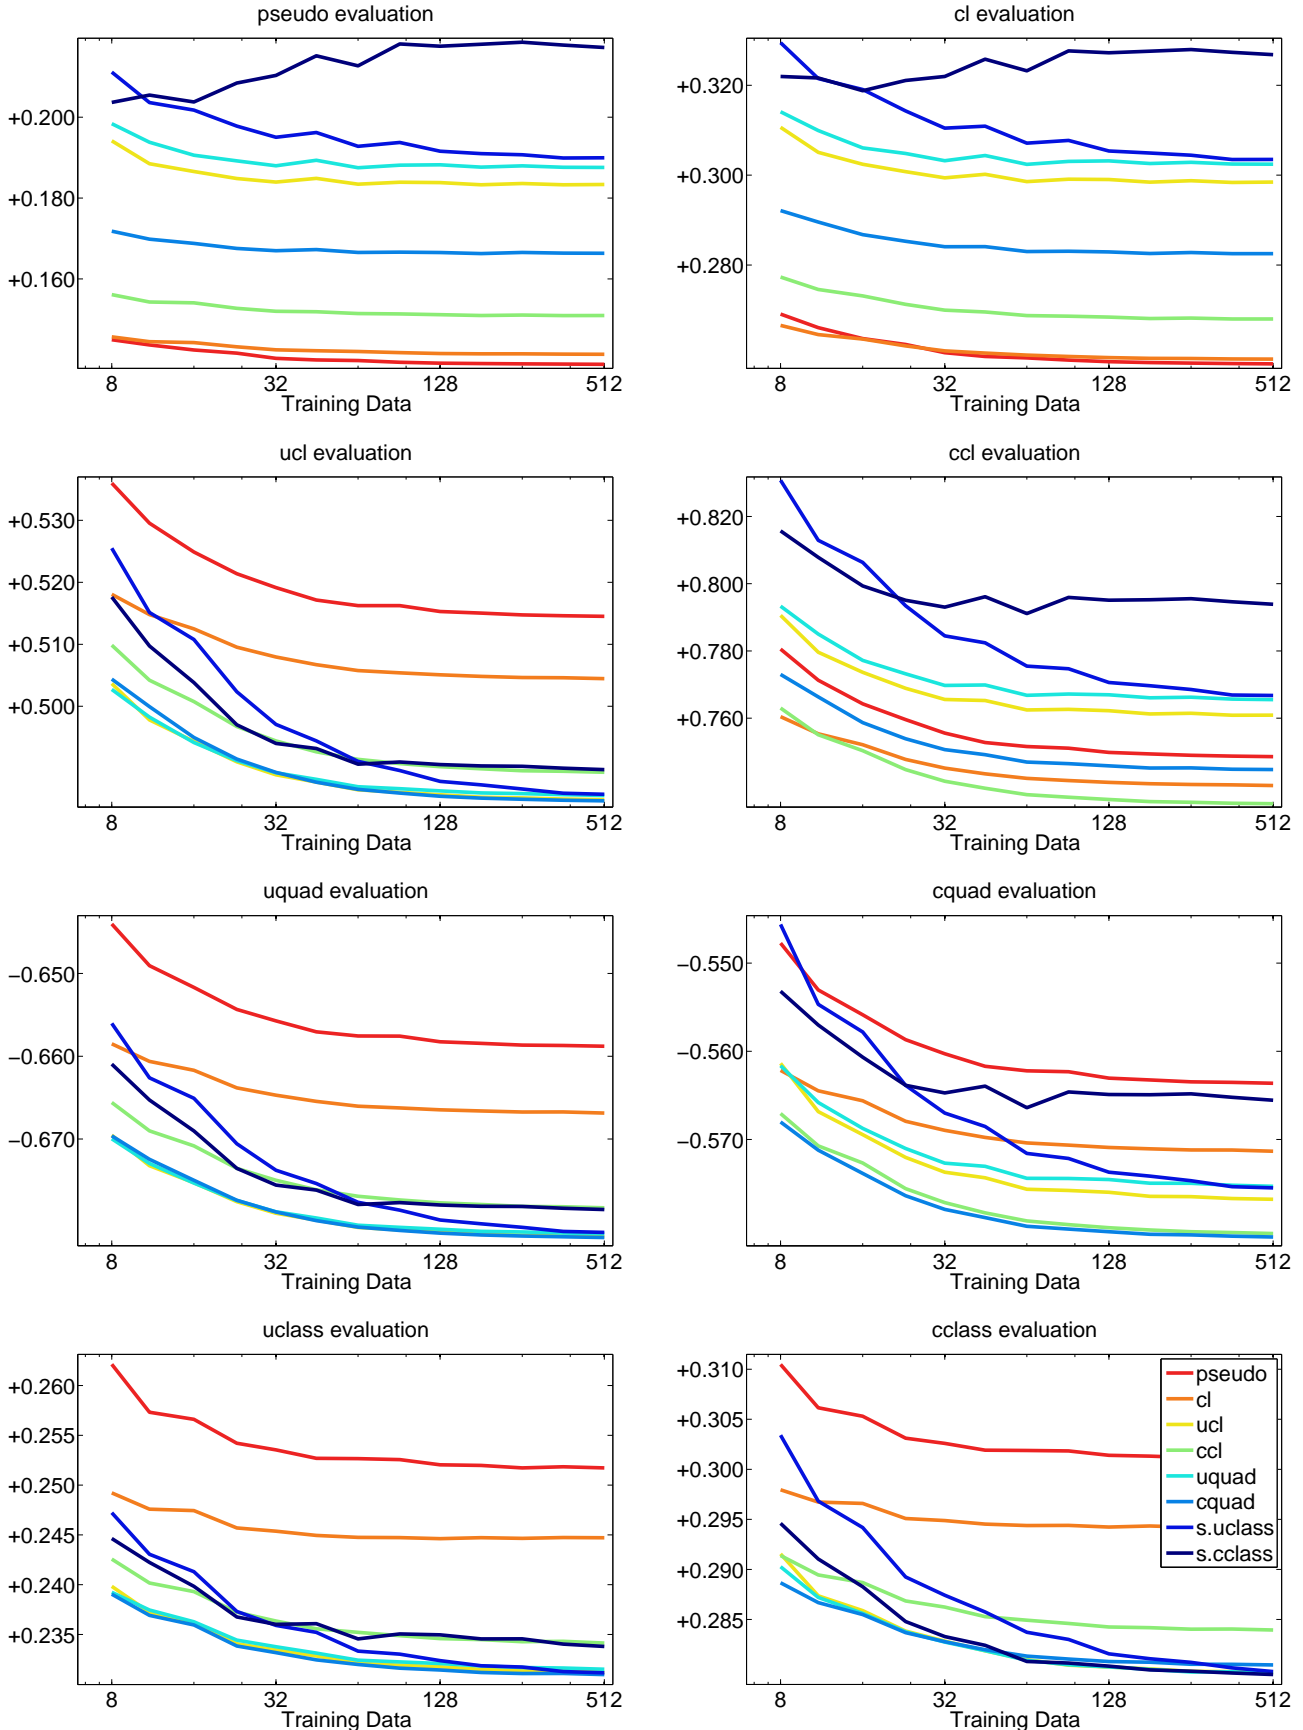 pseudo evaluation
+0.200
+0.180
+0.160
8 32 128 512
Training Data
cl evaluation
+0.320
+0.300
+0.280
8 32 128 512
Training Data
ucl evaluation
+0.530
+0.520
+0.510
+0.500
8 32 128 512
Training Data
ccl evaluation
+0.820
+0.800
+0.780
+0.760
8 32 128 512
Training Data
uquad evaluation
−0.650
−0.660
−0.670
8 32 128 512
Training Data
cquad evaluation
−0.550
−0.560
−0.570
8 32 128 512
Training Data
uclass evaluation
+0.260
+0.255
+0.250
+0.245
+0.240
+0.235
8 32 128 512
Training Data
cclass evaluation
+0.310
+0.305
+0.300
+0.295
+0.290
+0.285
8 32 128 512
Training Data
pseudo
cl
ucl
ccl
uquad
cquad
s.uclass
s.cclass